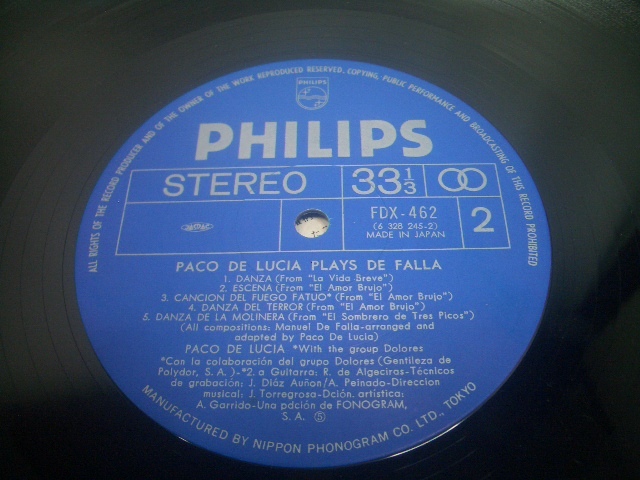 ALL RIGHTS OF THE RECORD PRODUCER AND OF THE OWNER OF THE WORK REPRODUCED RESERVED. COPYING·PUBLIC PERFORMANCE AND BROADCASTING OF THIS RECORD PROHIBITED
PHILIPS
PHILIPS
STEREO 33 1/3
FDX-462
(6 328 245-2)
MADE IN JAPAN
2
PACO DE LUCIA PLAYS DE FALLA
1. DANZA (From "La Vida Breve")
2. ESCENA (From "El Amor Brujo")
3. CANCION DEL FUEGO FATUO* (From "El Amor Brujo")
4. DANZA DEL TERROR (From "El Amor Brujo")
5. DANZA DE LA MOLINERA (From "El Sombrero de Tres Picos")
(All compositions: Manuel De Falla-arranged and
adapted by Paco De Lucia)
PACO DE LUCIA *With the group Dolores
*Con la colaboración del grupo Dolores (Gentileza de
Polydor, S. A.)-*2.a Guitarra: R. de Algeciras-Técnicos
de grabación: J. Díaz Auñon/A. Peinado-Direccion
musical: J. Torregrosa-Dción. artística:
A. Garrido-Una pdción de FONOGRAM,
S. A. Ⓢ
MANUFACTURED BY NIPPON PHONOGRAM CO. LTD., TOKYO